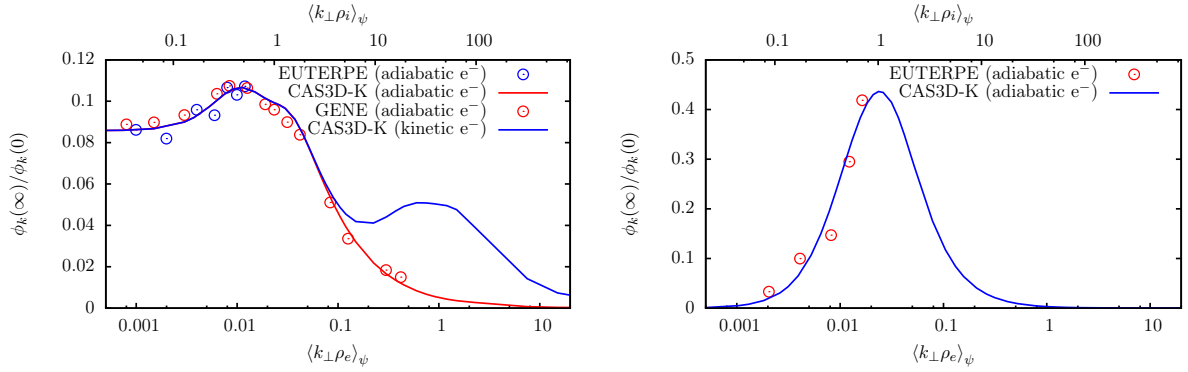 ⟨k⊥ρi⟩ψ
0.1 1 10 100
0.12
0.1
0.08
0.06
0.04
0.02
0
ϕk(∞)/ϕk(0)
EUTERPE (adiabatic e−)
CAS3D-K (adiabatic e−)
GENE (adiabatic e−)
CAS3D-K (kinetic e−)
0.001 0.01 0.1 1 10
⟨k⊥ρe⟩ψ
⟨k⊥ρi⟩ψ
0.1 1 10 100
0.5
0.4
0.3
0.2
0.1
0
ϕk(∞)/ϕk(0)
EUTERPE (adiabatic e−)
CAS3D-K (adiabatic e−)
0.001 0.01 0.1 1 10
⟨k⊥ρe⟩ψ